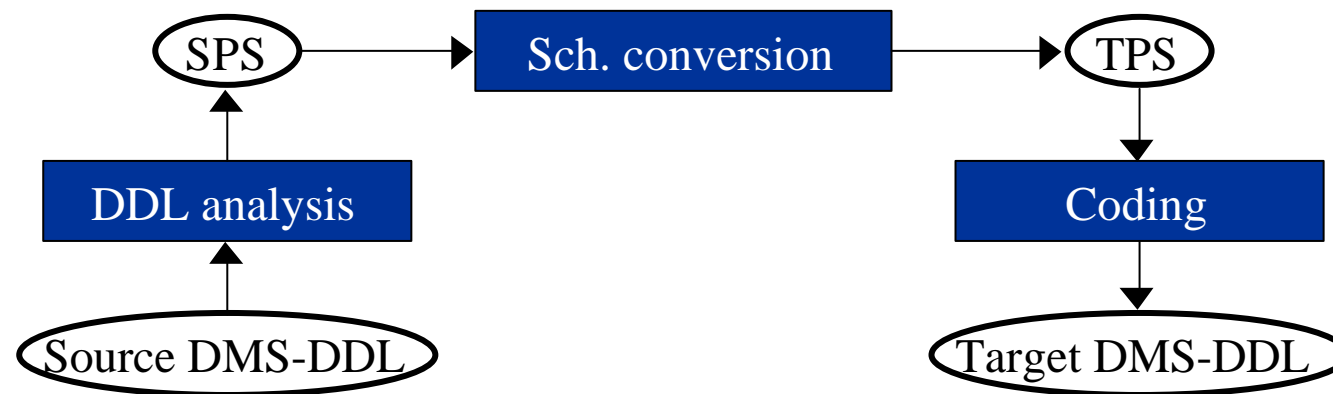 SPS
Sch. conversion
TPS
DDL analysis
Coding
Source DMS-DDL
Target DMS-DDL